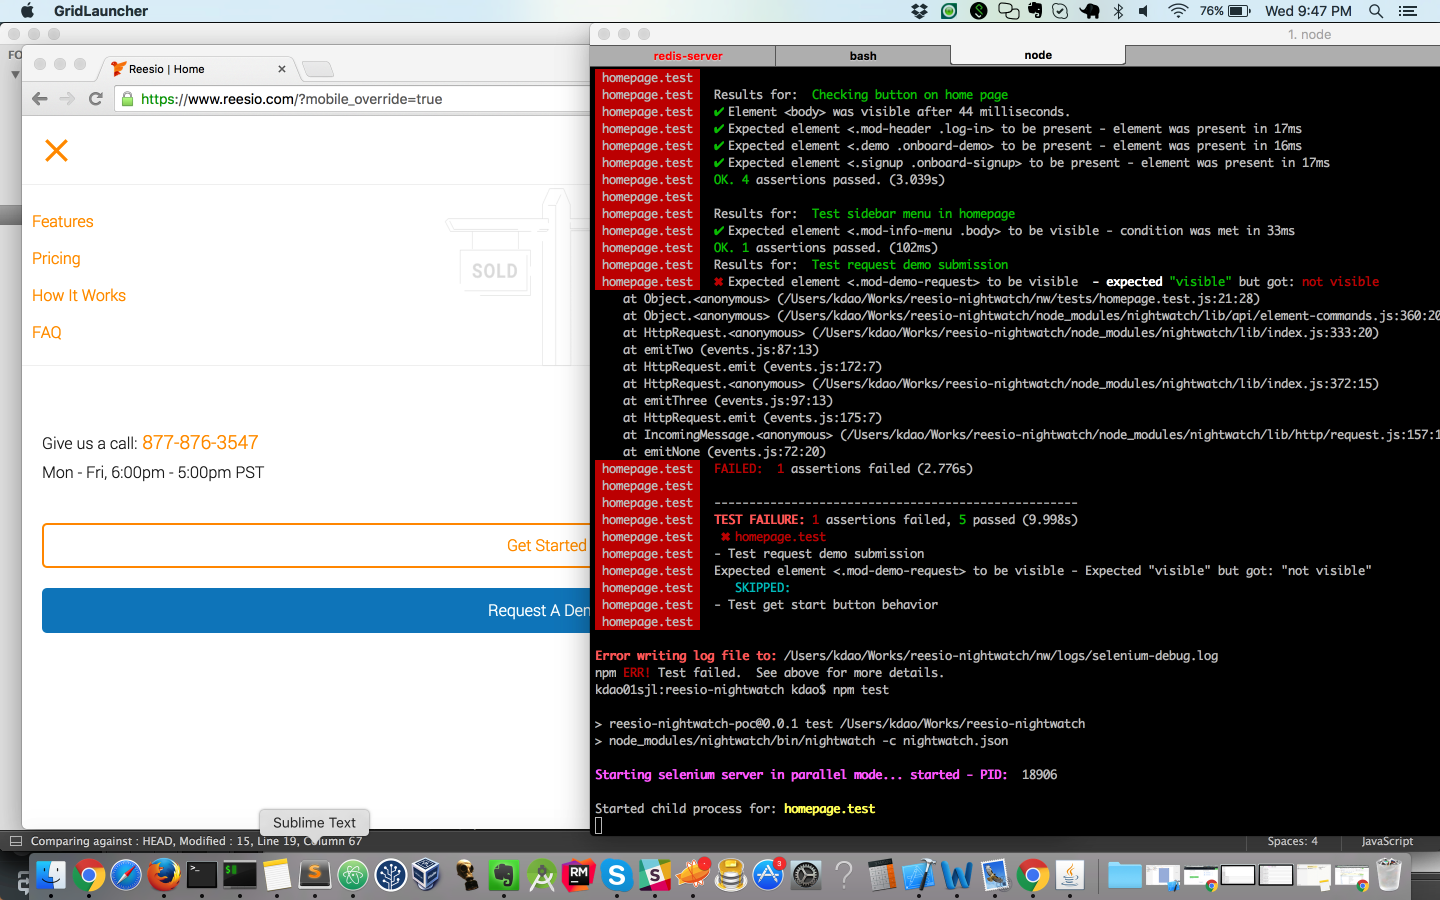 GridLauncher
76%
Wed 9:47 PM
FO
Reesio | Home
https://www.reesio.com/?mobile_override=true
Features
Pricing
How It Works
FAQ
SOLD
Give us a call: 877-876-3547
Mon - Fri, 6:00pm - 5:00pm PST
Get Started
Request A Den
1. node
redis-server
bash
node
homepage.test
homepage.test Results for: Checking button on home page
homepage.test ✔ Element <body> was visible after 44 milliseconds.
homepage.test ✔ Expected element <.mod-header .log-in> to be present - element was present in 17ms
homepage.test ✔ Expected element <.demo .onboard-demo> to be present - element was present in 16ms
homepage.test ✔ Expected element <.signup .onboard-signup> to be present - element was present in 17ms
homepage.test OK. 4 assertions passed. (3.039s)
homepage.test
homepage.test Results for: Test sidebar menu in homepage
homepage.test ✔ Expected element <.mod-info-menu .body> to be visible - condition was met in 33ms
homepage.test OK. 1 assertions passed. (102ms)
homepage.test Results for: Test request demo submission
homepage.test ✖ Expected element <.mod-demo-request> to be visible - expected "visible" but got: not visible
at Object.<anonymous> (/Users/kdao/Works/reesio-nightwatch/nw/tests/homepage.test.js:21:28)
at Object.<anonymous> (/Users/kdao/Works/reesio-nightwatch/node_modules/nightwatch/lib/api/element-commands.js:360:20
at HttpRequest.<anonymous> (/Users/kdao/Works/reesio-nightwatch/node_modules/nightwatch/lib/index.js:333:20)
at emitTwo (events.js:87:13)
at HttpRequest.emit (events.js:172:7)
at HttpRequest.<anonymous> (/Users/kdao/Works/reesio-nightwatch/node_modules/nightwatch/lib/index.js:372:15)
at emitThree (events.js:97:13)
at HttpRequest.emit (events.js:175:7)
at IncomingMessage.<anonymous> (/Users/kdao/Works/reesio-nightwatch/node_modules/nightwatch/lib/http/request.js:157:1
at emitNone (events.js:72:20)
homepage.test FAILED: 1 assertions failed (2.776s)
homepage.test
homepage.test ----------------------------------------------------
homepage.test TEST FAILURE: 1 assertions failed, 5 passed (9.998s)
homepage.test ✖ homepage.test
homepage.test - Test request demo submission
homepage.test Expected element <.mod-demo-request> to be visible - Expected "visible" but got: "not visible"
homepage.test SKIPPED:
homepage.test - Test get start button behavior
homepage.test
Error writing log file to: /Users/kdao/Works/reesio-nightwatch/nw/logs/selenium-debug.log
npm ERR! Test failed. See above for more details.
kdao01sjl:reesio-nightwatch kdao$ npm test
> reesio-nightwatch-poc@0.0.1 test /Users/kdao/Works/reesio-nightwatch
> node_modules/nightwatch/bin/nightwatch -c nightwatch.json
Starting selenium server in parallel mode... started - PID: 18906
Started child process for: homepage.test
Sublime Text
Comparing against : HEAD, Modified : 15, Line 19, Column 67
Spaces: 4
JavaScript
RM
3